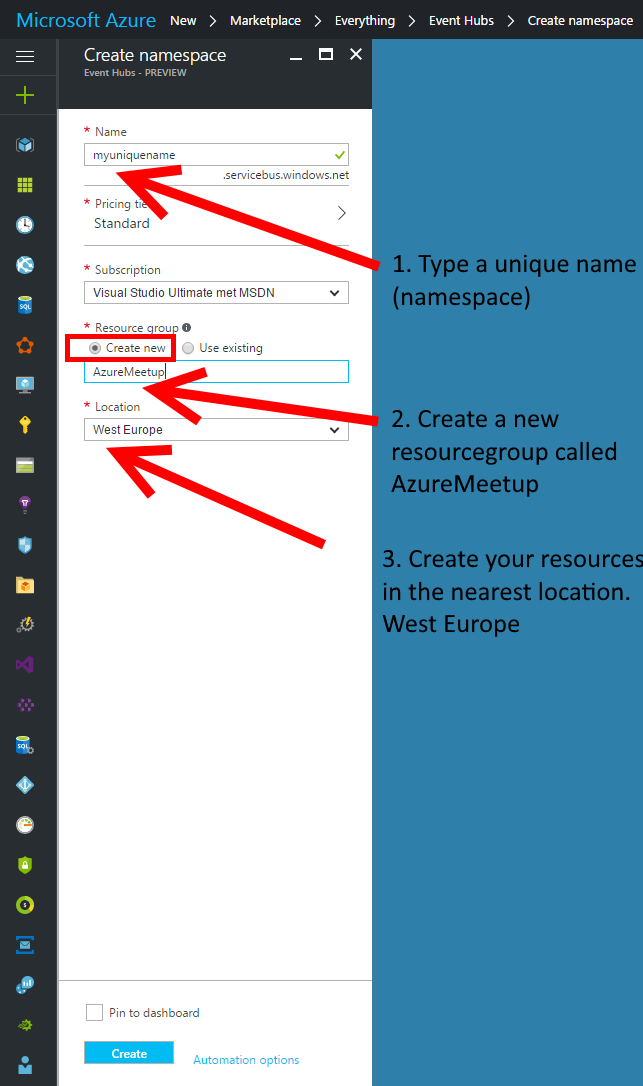 Microsoft Azure New > Marketplace > Everything > Event Hubs > Create namespace
Create namespace
Event Hubs - PREVIEW
* Name
myuniquename
.servicebus.windows.net
* Pricing tie
Standard
1. Type a unique name
(namespace)
* Subscription
Visual Studio Ultimate met MSDN
* Resource group
Create new Use existing
AzureMeetup
* Location
West Europe
2. Create a new
resourcegroup called
AzureMeetup
3. Create your resources
in the nearest location.
West Europe
SQL
SQL
Pin to dashboard
Create Automation options